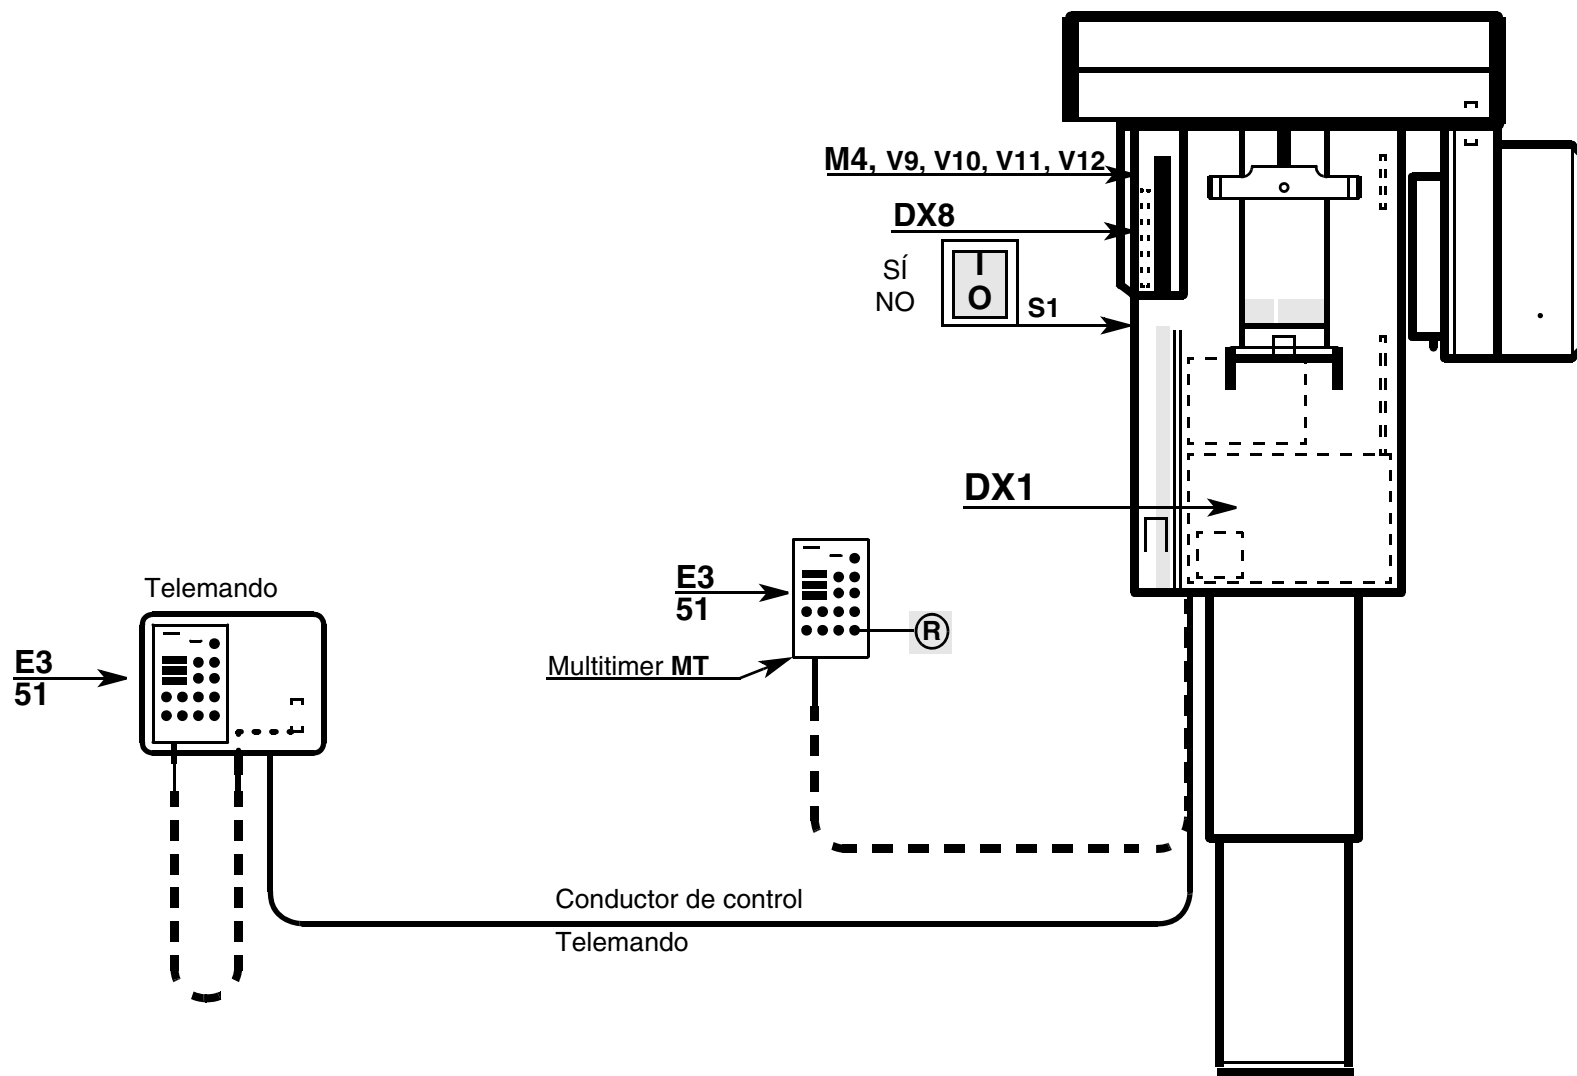 M4, V9, V10, V11, V12
DX8
SÍ
NO
I
O
S1
DX1
E3
51
R
Multitimer MT
Telemando
E3
51
Conductor de control
Telemando